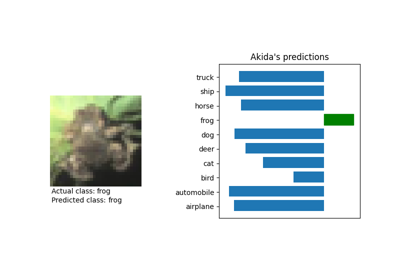 Akida's predictions
truck
ship
horse
frog
dog
deer
cat
bird
automobile
airplane
Actual class: frog
Predicted class: frog